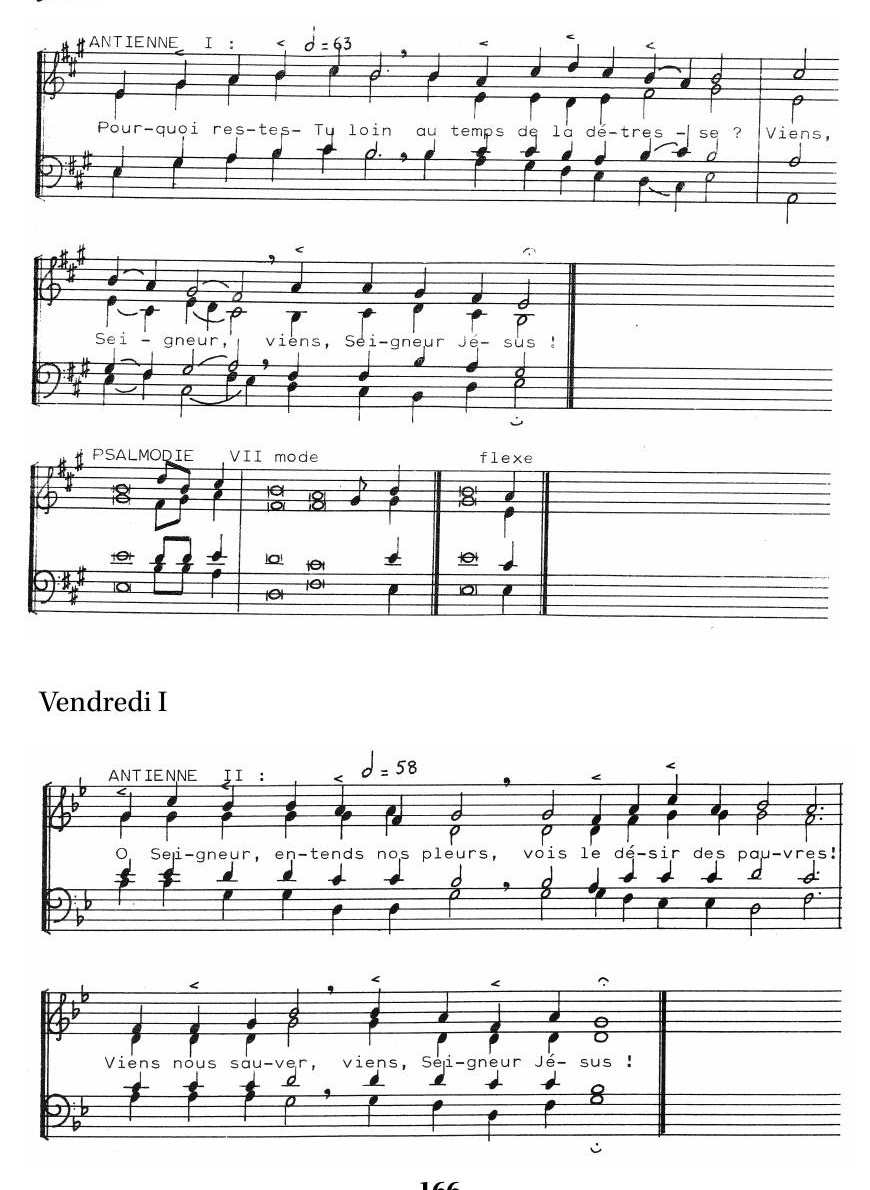 ANTIENNE I : 𝅗𝅥 = 63
Pour-quoi res-tes- Tu loin au temps de la dé-tres - se ? Viens,
Sei - gneur, viens, Sei-gneur Jé- sus !
PSALMODIE VII mode flexe
Vendredi I
ANTIENNE II : 𝅗𝅥 = 58
O, Sei-gneur, en-tends nos pleurs, vois le dé-sir des pau-vres!
Viens nous sau-ver, viens, Sei-gneur Jé- sus !
166